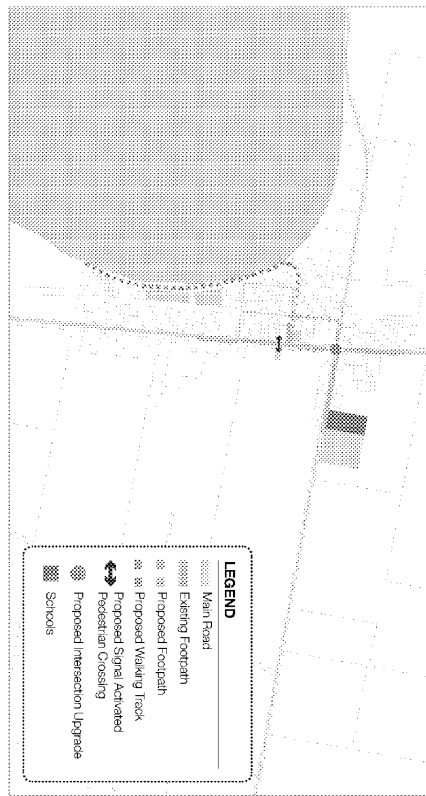 LEGEND
Main Road
Existing Footpath
Proposed Footpath
Proposed Walking Track
Proposed Signal Activated
Pedestrian Crossing
Proposed Intersection Upgrade
Schools